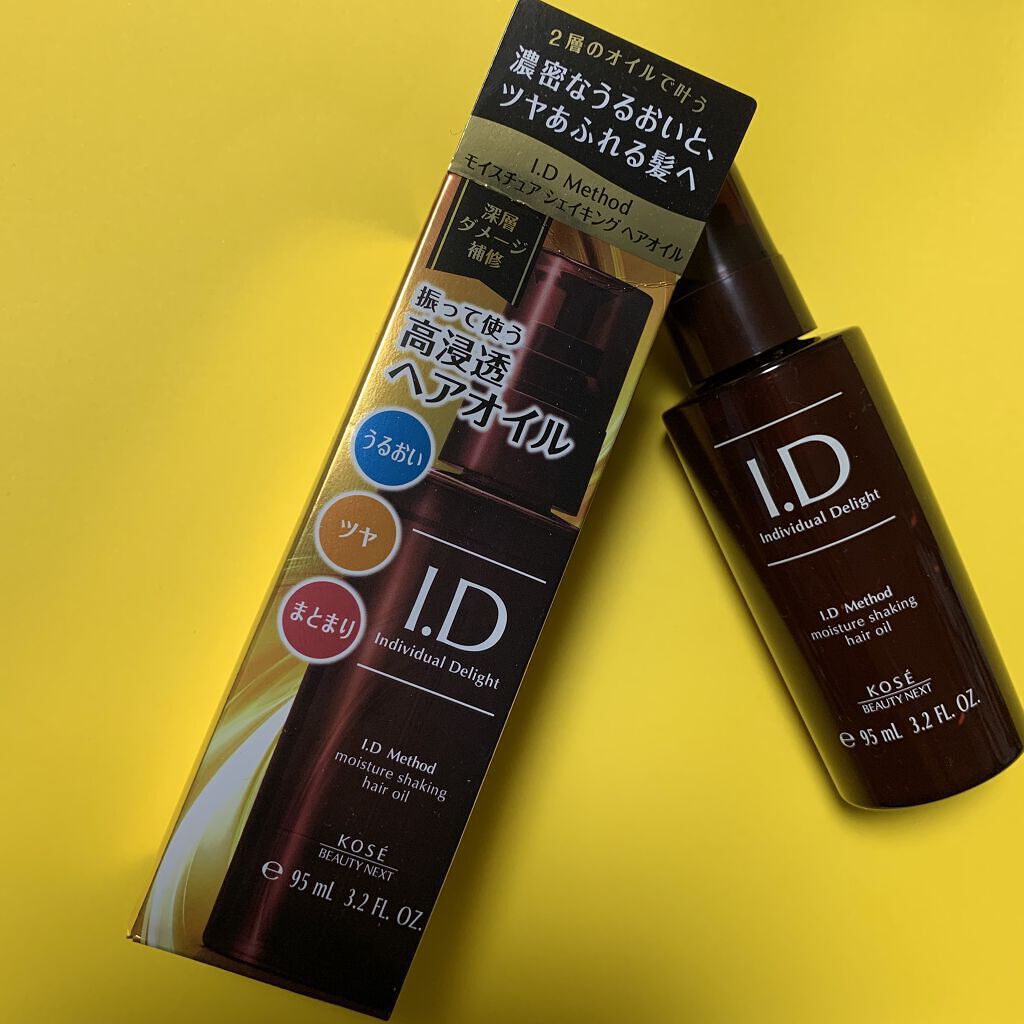 2層のオイルで叶う
濃密なうるおいと、
ツヤあふれる髪へ
I.D Method
モイスチュア シェイキング ヘアオイル
深層
ダメージ
補修
振って使う
高浸透
ヘアオイル
うるおい
ツヤ
まとまり
I.D
Individual Delight
I.D Method
moisture shaking
hair oil
KOSÉ
BEAUTY NEXT
℮ 95 mL 3.2 FL. OZ.
I.D
Individual Delight
I.D Method
moisture shaking
hair oil
KOSÉ
BEAUTY NEXT
℮ 95 mL 3.2 FL. OZ.